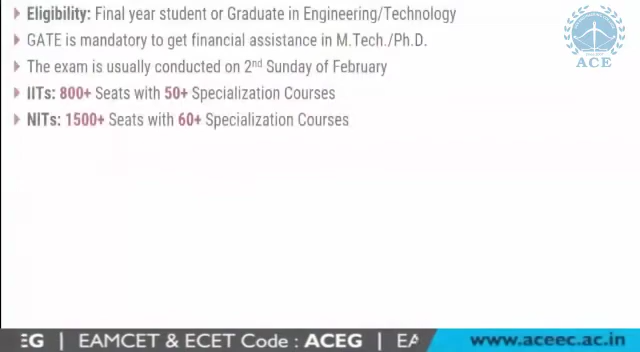 Eligibility: Final year student or Graduate in Engineering/Technology
GATE is mandatory to get financial assistance in M.Tech./Ph.D.
The exam is usually conducted on 2nd Sunday of February
IITs: 800+ Seats with 50+ Specialization Courses
NITs: 1500+ Seats with 60+ Specialization Courses
ACE
EG | EAMCET & ECET Code : ACEG | EA
www.aceec.ac.in